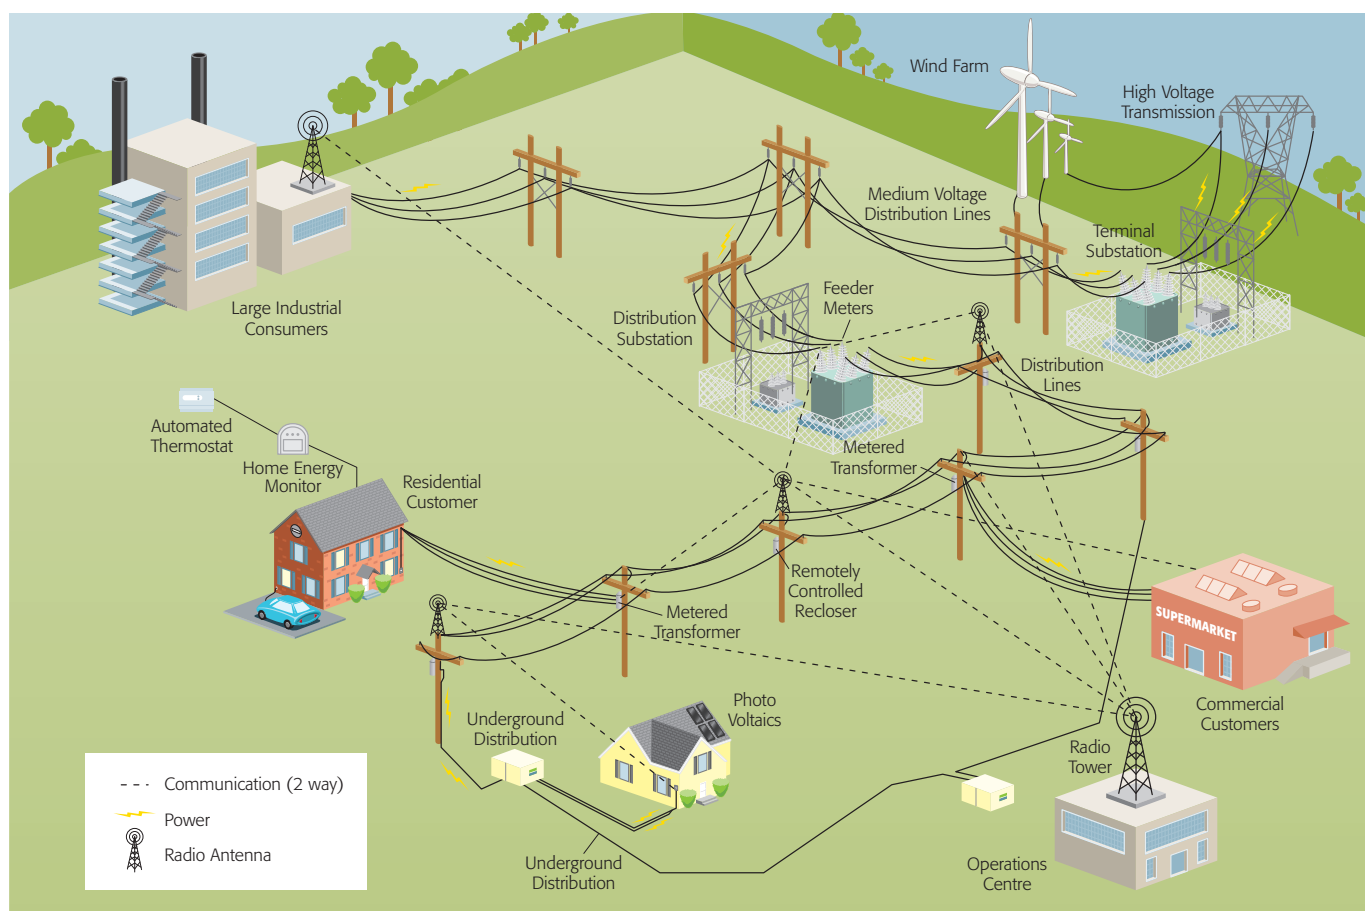 Wind Farm
High Voltage
Transmission
Medium Voltage
Distribution Lines
Terminal
Substation
Large Industrial
Consumers
Distribution
Substation
Feeder
Meters
Distribution
Lines
Automated
Thermostat
Home Energy
Monitor
Residential
Customer
Metered
Transformer
Remotely
Controlled
Recloser
Metered
Transformer
SUPERMARKET
Commercial
Customers
Photo
Voltaics
Underground
Distribution
Radio
Tower
Communication (2 way)
Power
Radio Antenna
Underground
Distribution
Operations
Centre